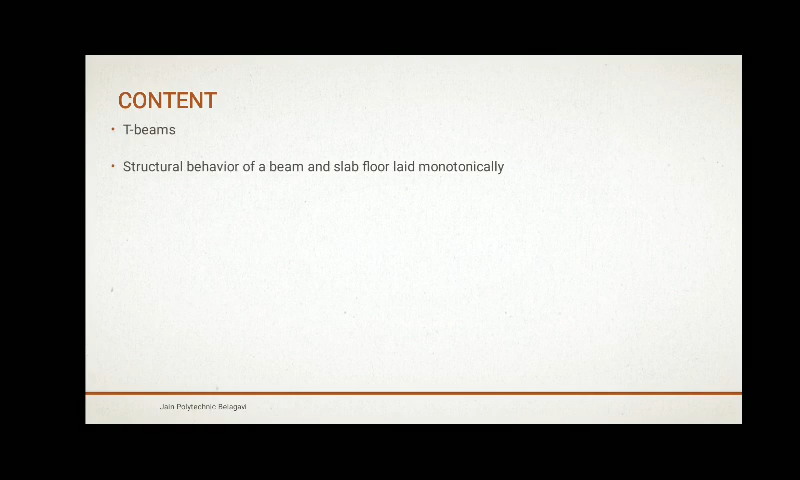 CONTENT
• T-beams
• Structural behavior of a beam and slab floor laid monotonically
Jain Polytechnic Belagavi